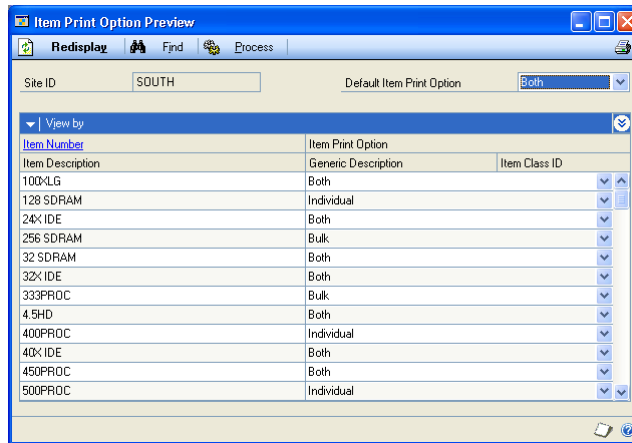 Item Print Option Preview
Redisplay Find Process
Site ID SOUTH Default Item Print Option Both
View by
Item Number Item Print Option
Item Description Generic Description Item Class ID
100XLG Both
128 SDRAM Individual
24X IDE Both
256 SDRAM Bulk
32 SDRAM Both
32X IDE Both
333PROC Bulk
4.5HD Both
400PROC Individual
40X IDE Both
450PROC Both
500PROC Individual